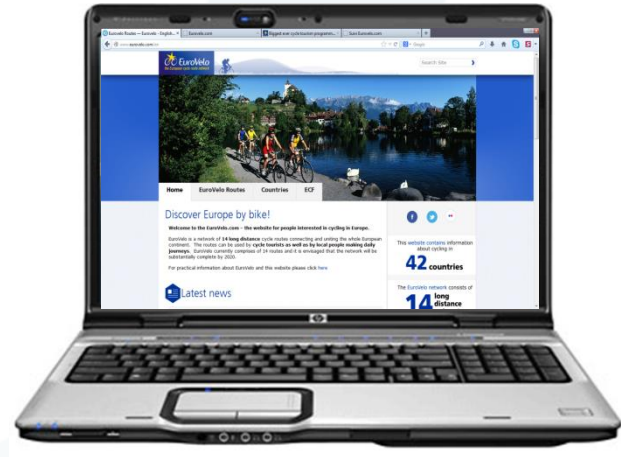 EuroVelo Routes — EuroVelo - English...
Eurovelo.com
Biggest ever cycle tourism programm...
Euro Eurovelo.com
www.eurovelo.com/en
Google
EuroVelo
Search Site
Home EuroVelo Routes Countries ECF
Discover Europe by bike!
Welcome to the EuroVelo.com – the website for people interested in cycling in Europe.
EuroVelo is a network of 14 long distance cycle routes connecting and uniting the whole European
continent. The routes can be used by cycle tourists as well as by local people making daily
journeys. EuroVelo currently comprises of 14 routes and it is envisaged that the network will be
substantially complete by 2020.
For practical information about EuroVelo and this website please click here
Latest news
This website contains information
about cycling in
42 countries
The EuroVelo network consists of
14 long
distance
hp